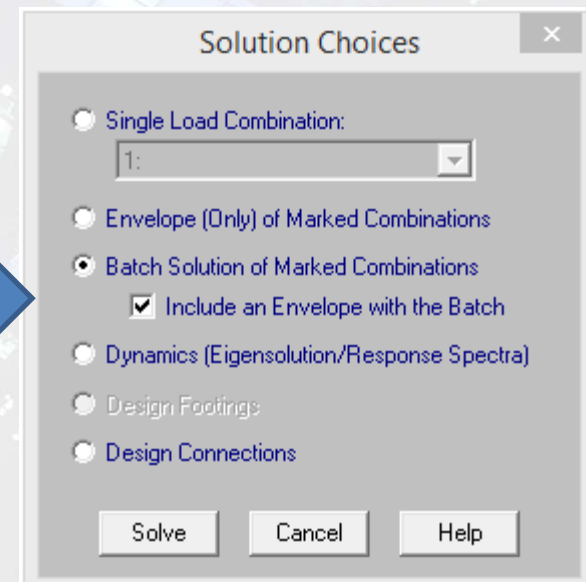 Solution Choices
Single Load Combination:
1:
Envelope (Only) of Marked Combinations
Batch Solution of Marked Combinations
Include an Envelope with the Batch
Dynamics (Eigensolution/Response Spectra)
Design Footings
Design Connections
Solve Cancel Help